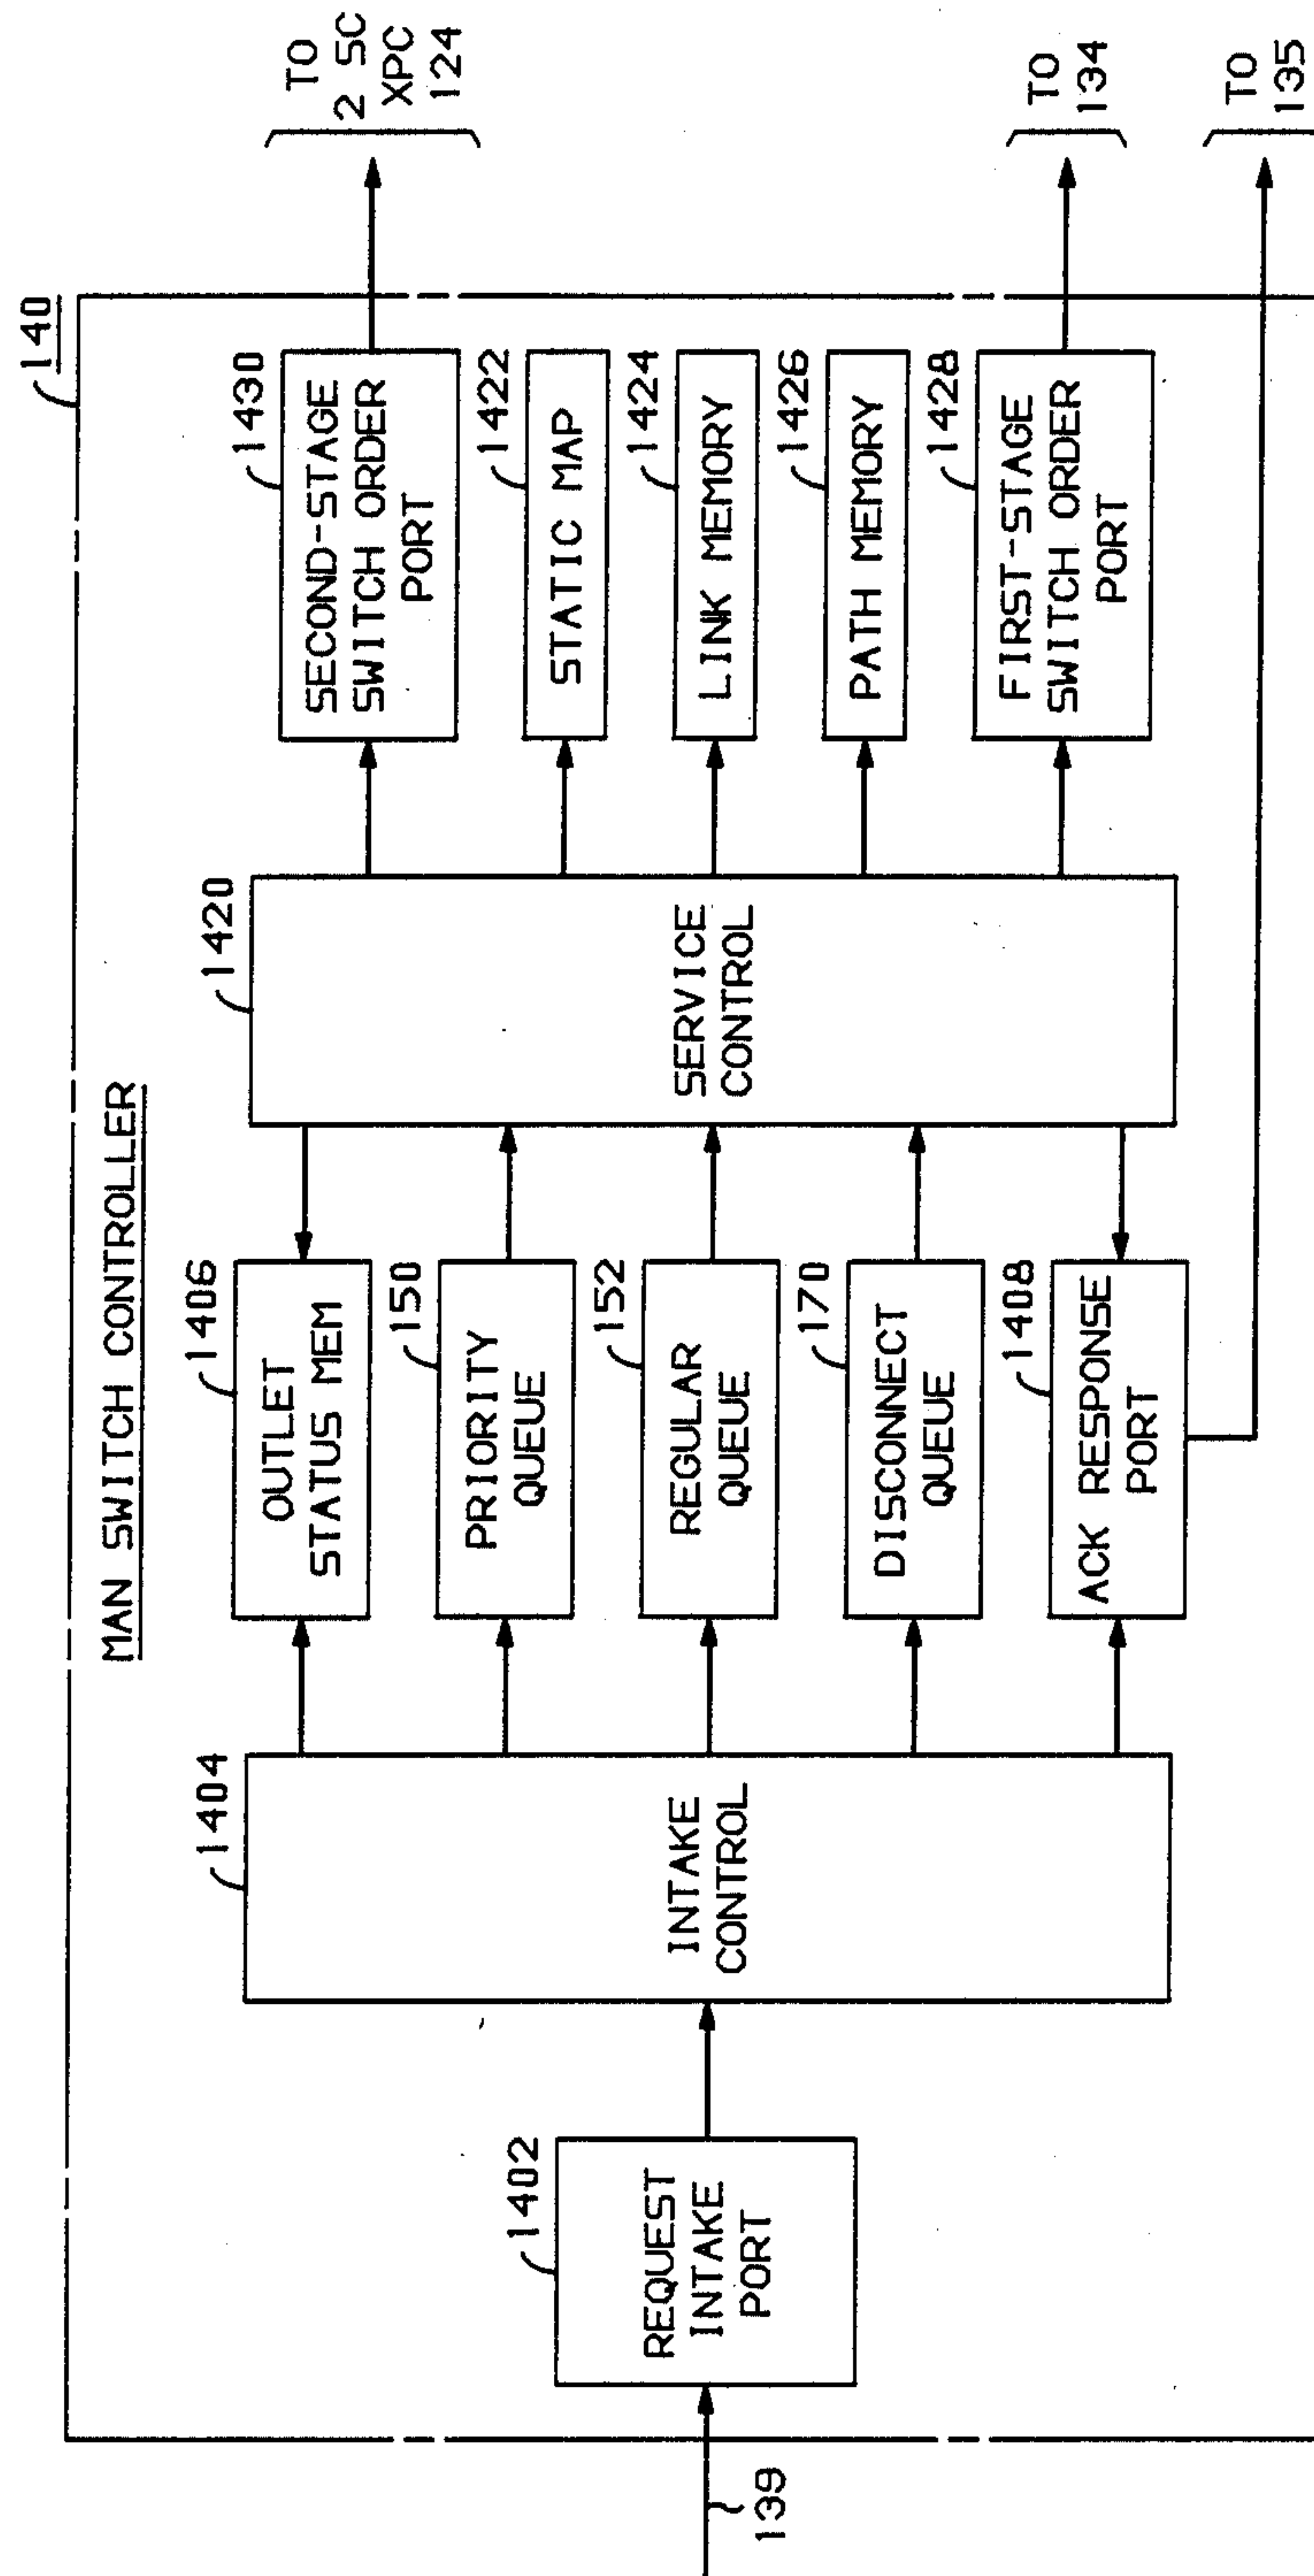 MAN SWITCH CONTROLLER
140
139
1402
REQUEST
INTAKE
PORT
1404
INTAKE
CONTROL
1406
OUTLET
STATUS MEM
150
PRIORITY
QUEUE
152
REGULAR
QUEUE
170
DISCONNECT
QUEUE
1408
ACK RESPONSE
PORT
1420
SERVICE
CONTROL
1430
SECOND-STAGE
SWITCH ORDER
PORT
1422
STATIC MAP
1424
LINK MEMORY
1426
PATH MEMORY
1428
FIRST-STAGE
SWITCH ORDER
PORT
TO
2 SC
XPC
124
TO
134
TO
135